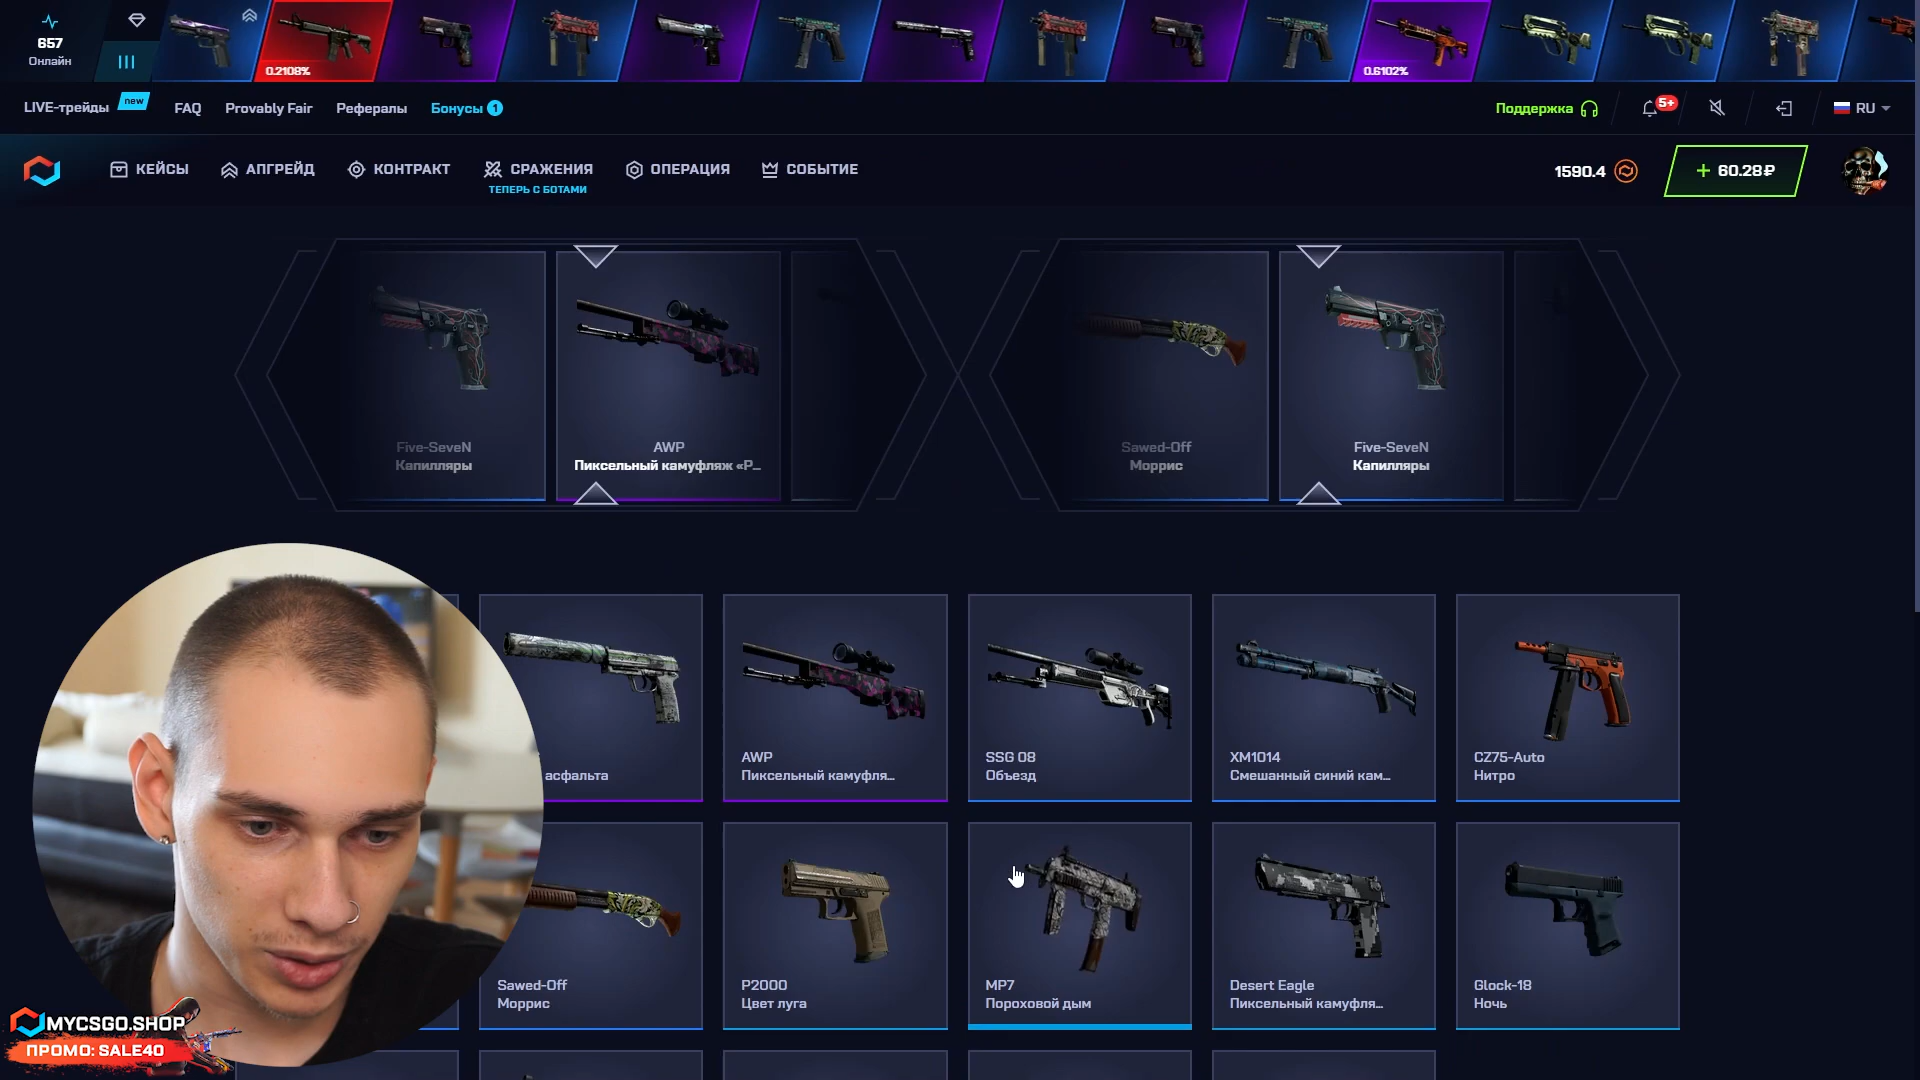 657
Онлайн
0.2108%
0.6102%
LIVE-трейды new FAQ Provably Fair Рефералы Бонусы 1
Поддержка 5+ RU
КЕЙСЫ АПГРЕЙД КОНТРАКТ СРАЖЕНИЯ ОПЕРАЦИЯ СОБЫТИЕ
ТЕПЕРЬ С БОТАМИ
1590.4 + 60.28₽
Five-SeveN
Капилляры
AWP
Пиксельный камуфляж «Р...
Sawed-Off
Моррис
Five-SeveN
Капилляры
асфальта
AWP
Пиксельный камуфля...
SSG 08
Объезд
XM1014
Смешанный синий кам...
CZ75-Auto
Нитро
Sawed-Off
Моррис
P2000
Цвет луга
MP7
Пороховой дым
Desert Eagle
Пиксельный камуфля...
Glock-18
Ночь
MYCSGO.SHOP
ПРОМО: SALE40